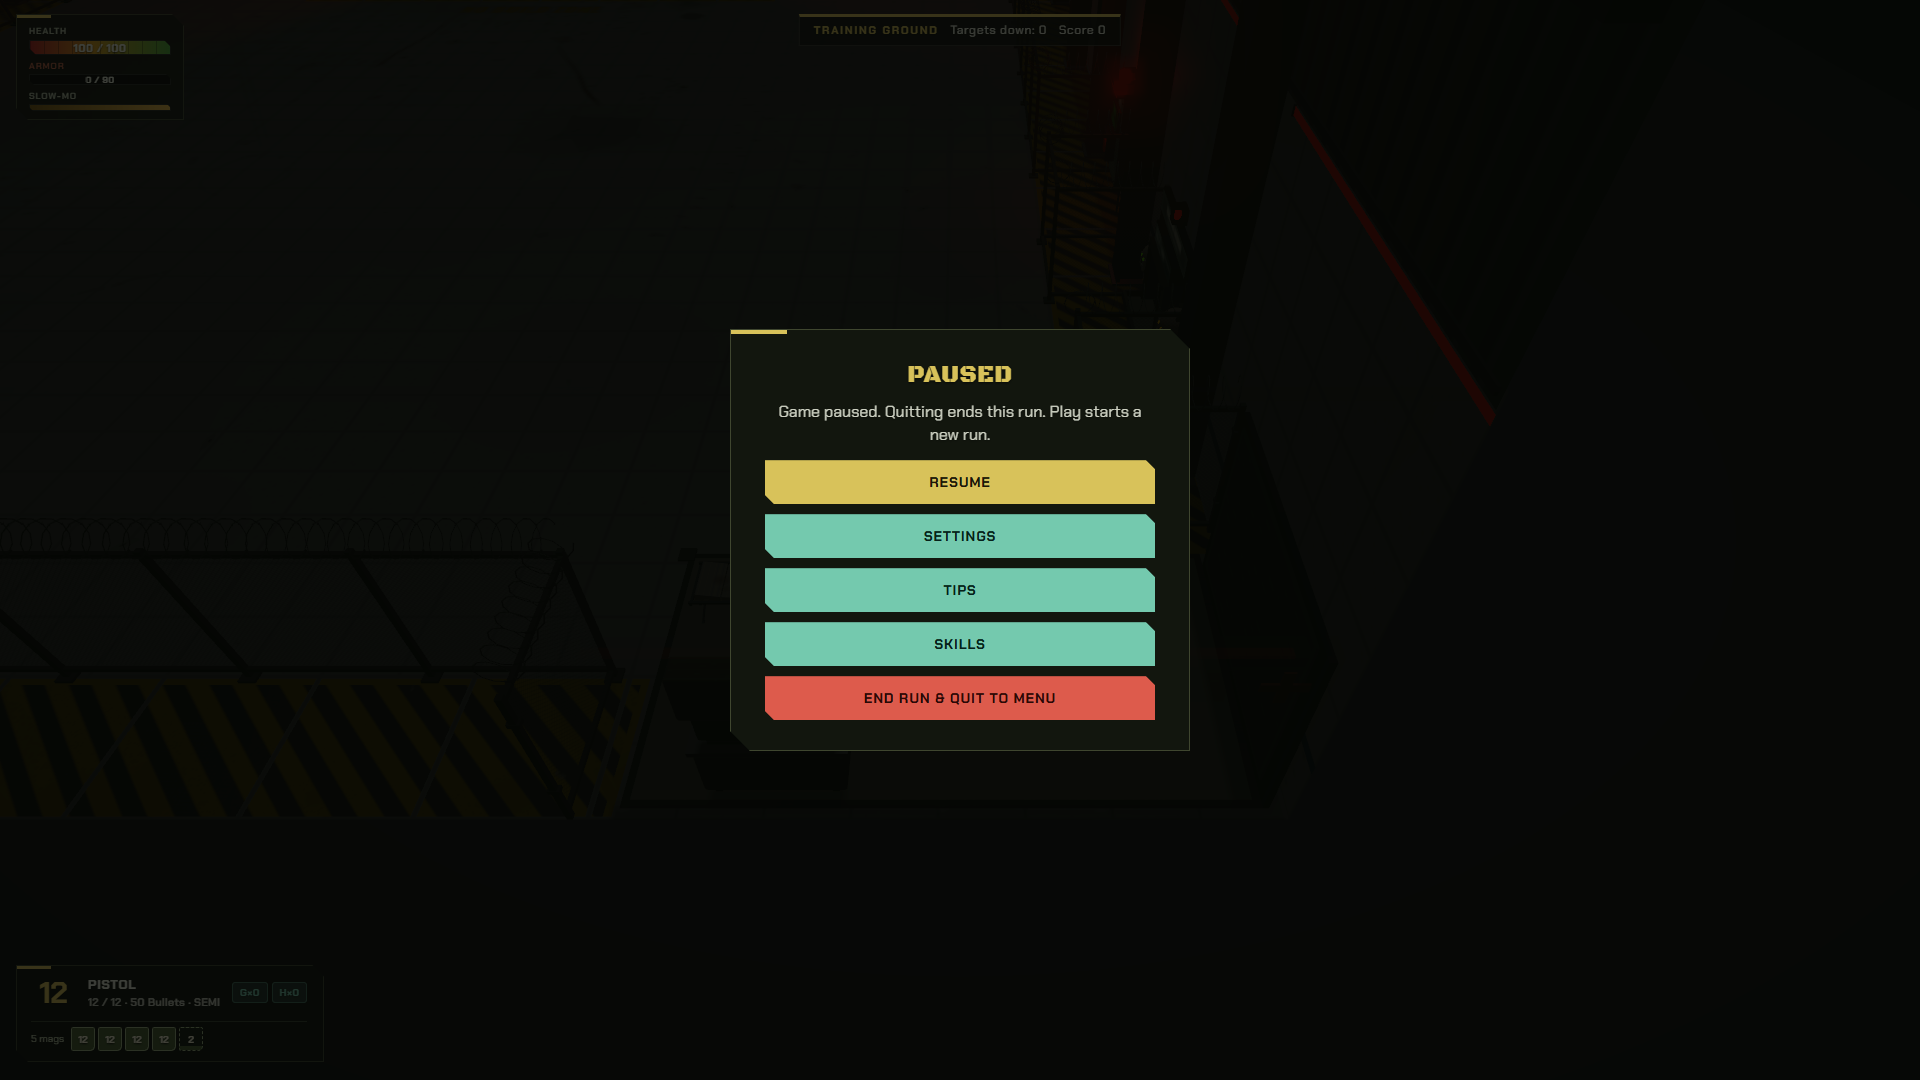 HEALTH
100 / 100
ARMOR
0 / 90
SLOW-MO
TRAINING GROUND Targets down: 0 Score 0
PAUSED
Game paused. Quitting ends this run. Play starts a
new run.
RESUME
SETTINGS
TIPS
SKILLS
END RUN & QUIT TO MENU
12 PISTOL
12 / 12 · 50 Bullets · SEMI
G×0 H×0
5 mags 12 12 12 12 2